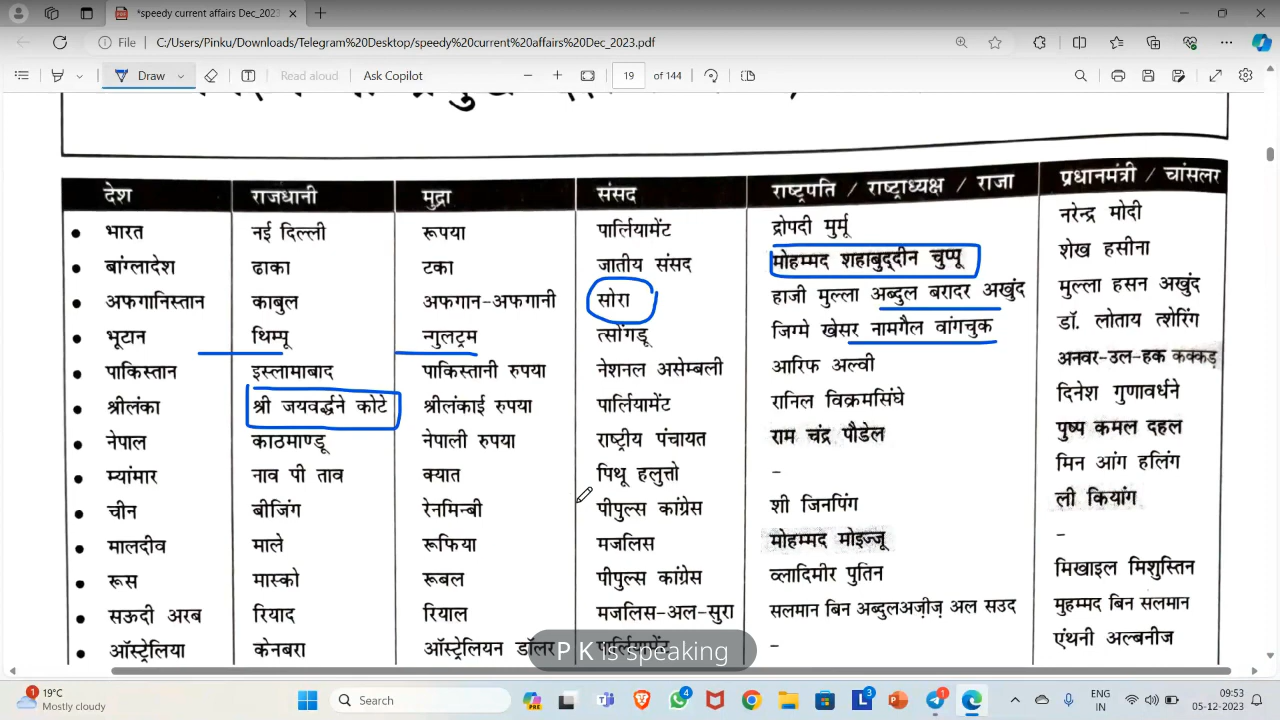 *speedy current affairs Dec_2023.
File C:/Users/Pinku/Downloads/Telegram%20Desktop/speedy%20current%20affairs%20Dec_2023.pdf
Draw Read aloud Ask Copilot 19 of 144
देश राजधानी मुद्रा संसद राष्ट्रपति / राष्ट्राध्यक्ष / राजा प्रधानमंत्री / चांसलर
• भारत नई दिल्ली रूपया पार्लियामेंट द्रोपदी मुर्मू नरेन्द्र मोदी
• बांग्लादेश ढाका टका जातीय संसद मोहम्मद शहाबुद्दीन चुप्पू शेख हसीना
• अफगानिस्तान काबुल अफगान-अफगानी सोरा हाजी मुल्ला अब्दुल बरादर अखुंद मुल्ला हसन अखुंद
• भूटान थिम्पू न्गुलट्रम त्सोंगडू जिग्मे खेसर नामगैल वांगचुक डॉ. लोताय त्शेरिंग
• पाकिस्तान इस्लामाबाद पाकिस्तानी रुपया नेशनल असेम्बली आरिफ अल्वी अनवर-उल-हक कक्कड़
• श्रीलंका श्री जयवर्द्धने कोटे श्रीलंकाई रुपया पार्लियामेंट रानिल विक्रमसिंघे दिनेश गुणावर्धने
• नेपाल काठमाण्डू नेपाली रुपया राष्ट्रीय पंचायत राम चंद्र पौडेल पुष्प कमल दहल
• म्यांमार नाव पी ताव क्यात पिथू हलुत्तो - मिन आंग हलिंग
• चीन बीजिंग रेनमिन्बी पीपुल्स कांग्रेस शी जिनपिंग ली कियांग
• मालदीव माले रूफिया मजलिस मोहम्मद मोइज्जू -
• रूस मास्को रूबल पीपुल्स कांग्रेस व्लादिमीर पुतिन मिखाइल मिशुस्तिन
• सऊदी अरब रियाद रियाल मजलिस-अल-सुरा सलमान बिन अब्दुलअज़ीज़ अल सउद मुहम्मद बिन सलमान
• ऑस्ट्रेलिया केनबरा ऑस्ट्रेलियन डॉलर पार्लियामेंट - एंथनी अल्बनीज
P K is speaking
1 19°C Mostly cloudy Search PRE 4 3 1 ENG IN 09:53 05-12-2023